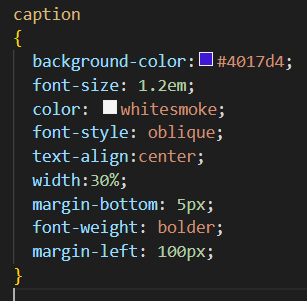 caption
{
background-color:#4017d4;
font-size: 1.2em;
color: whitesmoke;
font-style: oblique;
text-align:center;
width:30%;
margin-bottom: 5px;
font-weight: bolder;
margin-left: 100px;
}